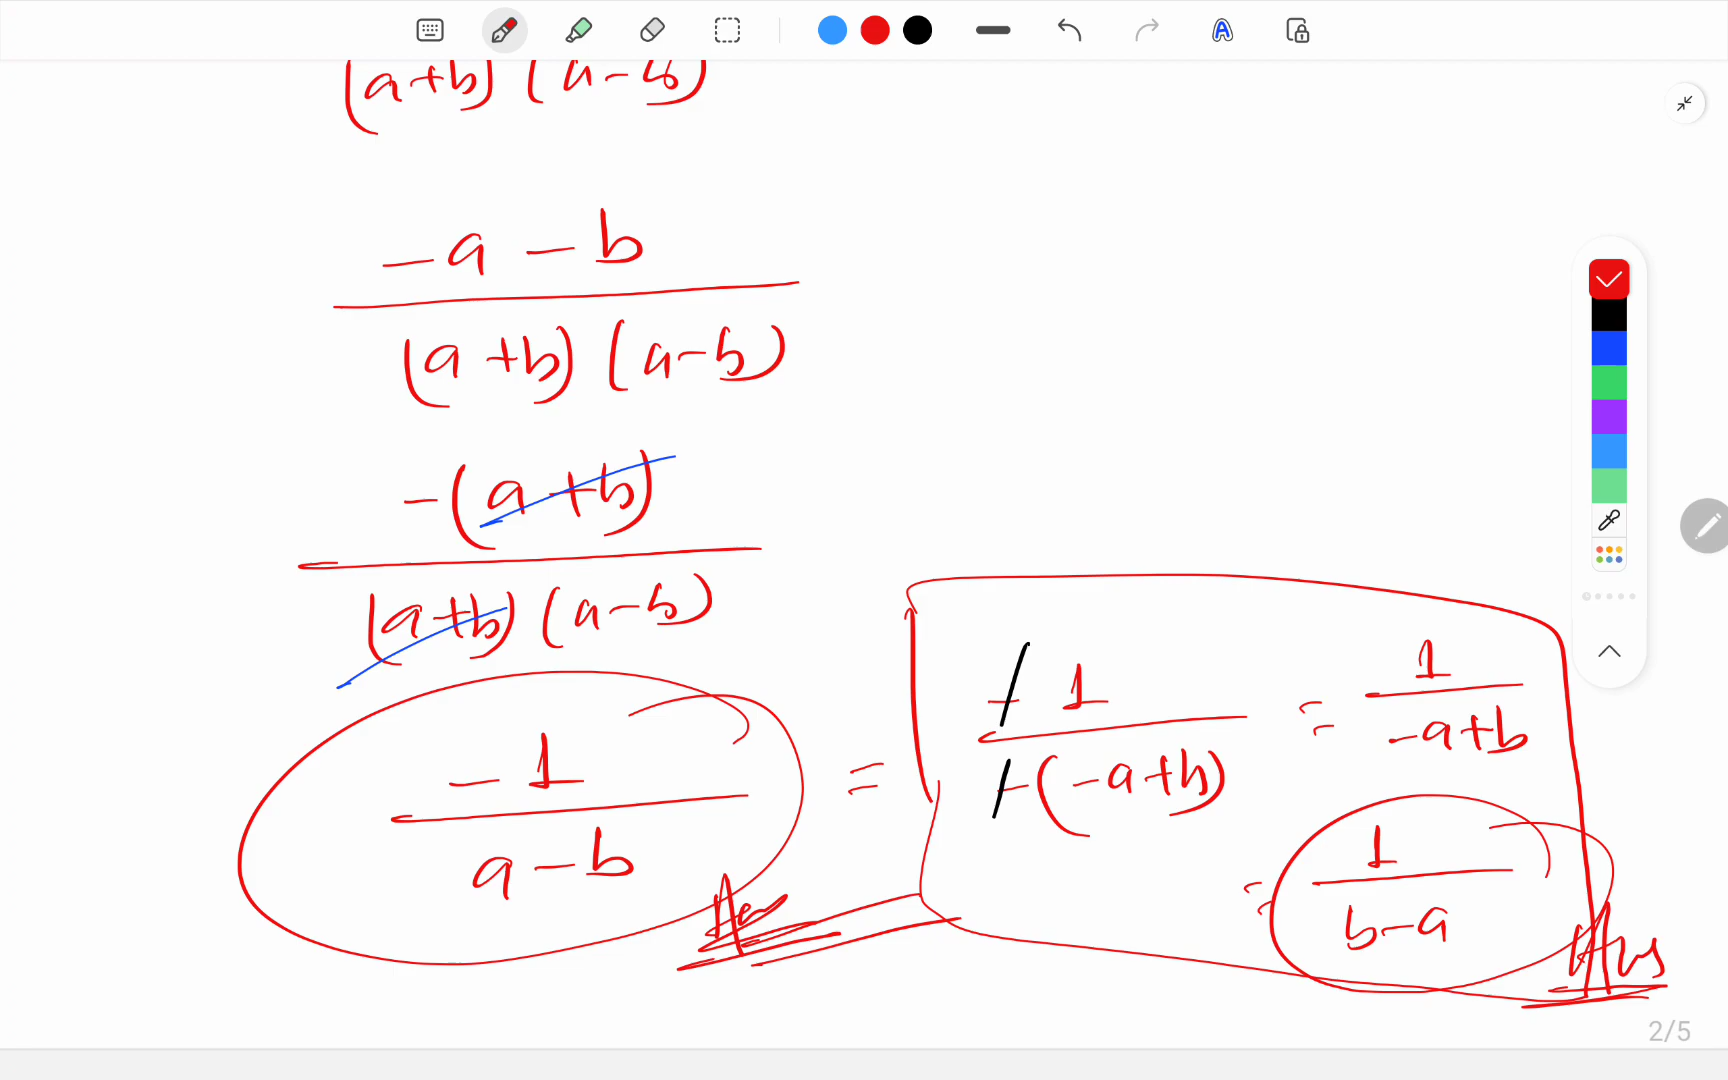 (a+b) (a-b)
-a - b
(a+b) (a-b)
-(a+b)
(a+b) (a-b)
-1
a-b
=
-1
-(-a+b)
=
1
-a+b
=
1
b-a
Ans
2/5